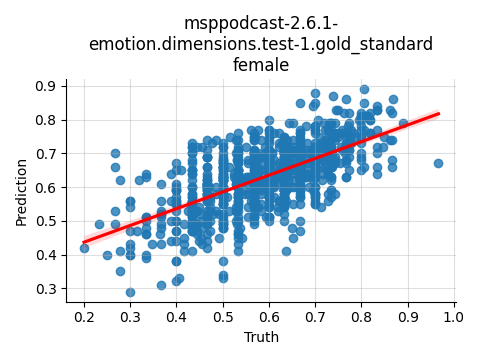 msppodcast-2.6.1-
emotion.dimensions.test-1.gold_standard
female
0.9
0.8
0.7
0.6
0.5
0.4
0.3
Prediction
0.2 0.3 0.4 0.5 0.6 0.7 0.8 0.9 1.0
Truth